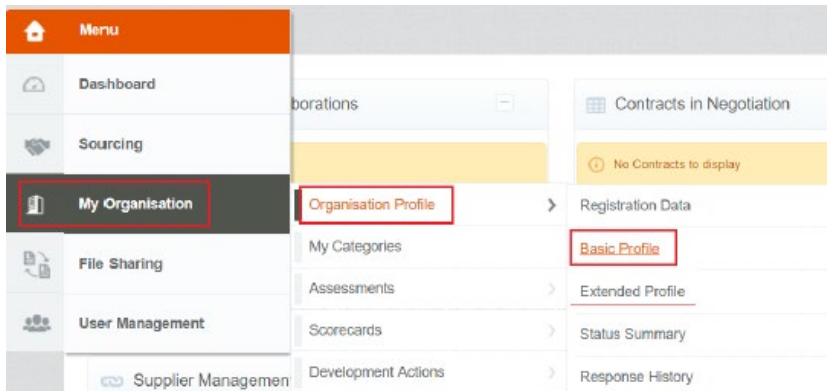 Menu
Dashboard
borations
Contracts in Negotiation
Sourcing
No Contracts to display
My Organisation
Organisation Profile
Registration Data
My Categories
Basic Profile
File Sharing
Assessments
Extended Profile
User Management
Scorecards
Status Summary
Supplier Managemen
Development Actions
Response History